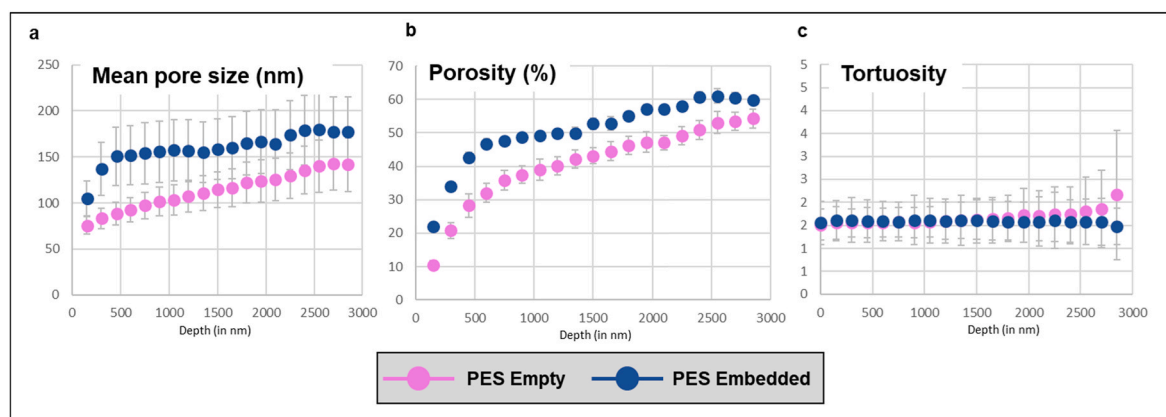 a
Mean pore size (nm)
250
200
150
100
50
0
0 500 1000 1500 2000 2500 3000
Depth (in nm)
b
Porosity (%)
70
60
50
40
30
20
10
0
0 500 1000 1500 2000 2500 3000
Depth (in nm)
c
Tortuosity
5
4
4
3
3
2
2
1
1
0
0 500 1000 1500 2000 2500 3000
Depth (in nm)
PES Empty PES Embedded